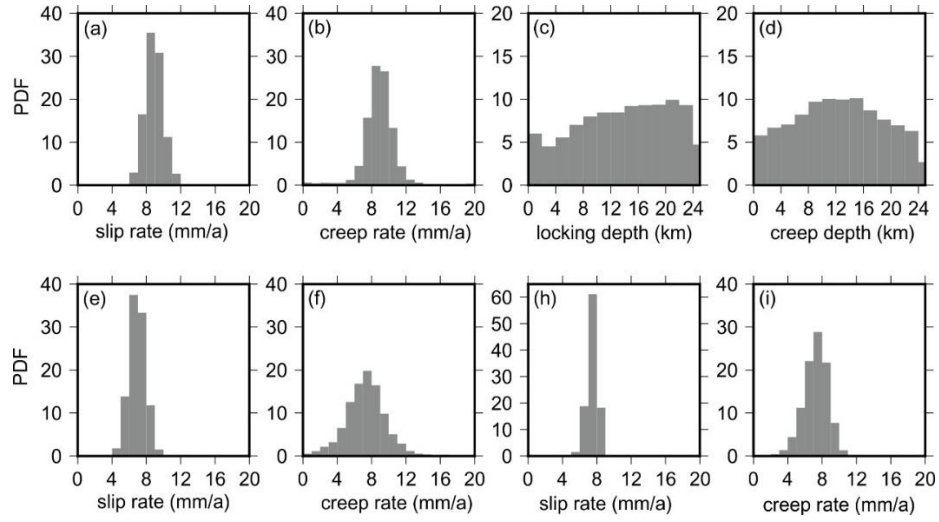 (a) (b) (c) (d)
PDF
40 40 20 20
30 30 15 15
20 20 10 10
10 10 5 5
0 0 0 0
0 4 8 12 16 20 0 4 8 12 16 20 0 4 8 12 16 20 24 0 4 8 12 16 20 24
slip rate (mm/a) creep rate (mm/a) locking depth (km) creep depth (km)
(e) (f) (h) (i)
PDF
40 40 60 40
30 30 50 30
20 20 40 20
10 10 30 10
0 0 20 0
10
0
0 4 8 12 16 20 0 4 8 12 16 20 0 4 8 12 16 20 0 4 8 12 16 20
slip rate (mm/a) creep rate (mm/a) slip rate (mm/a) creep rate (mm/a)